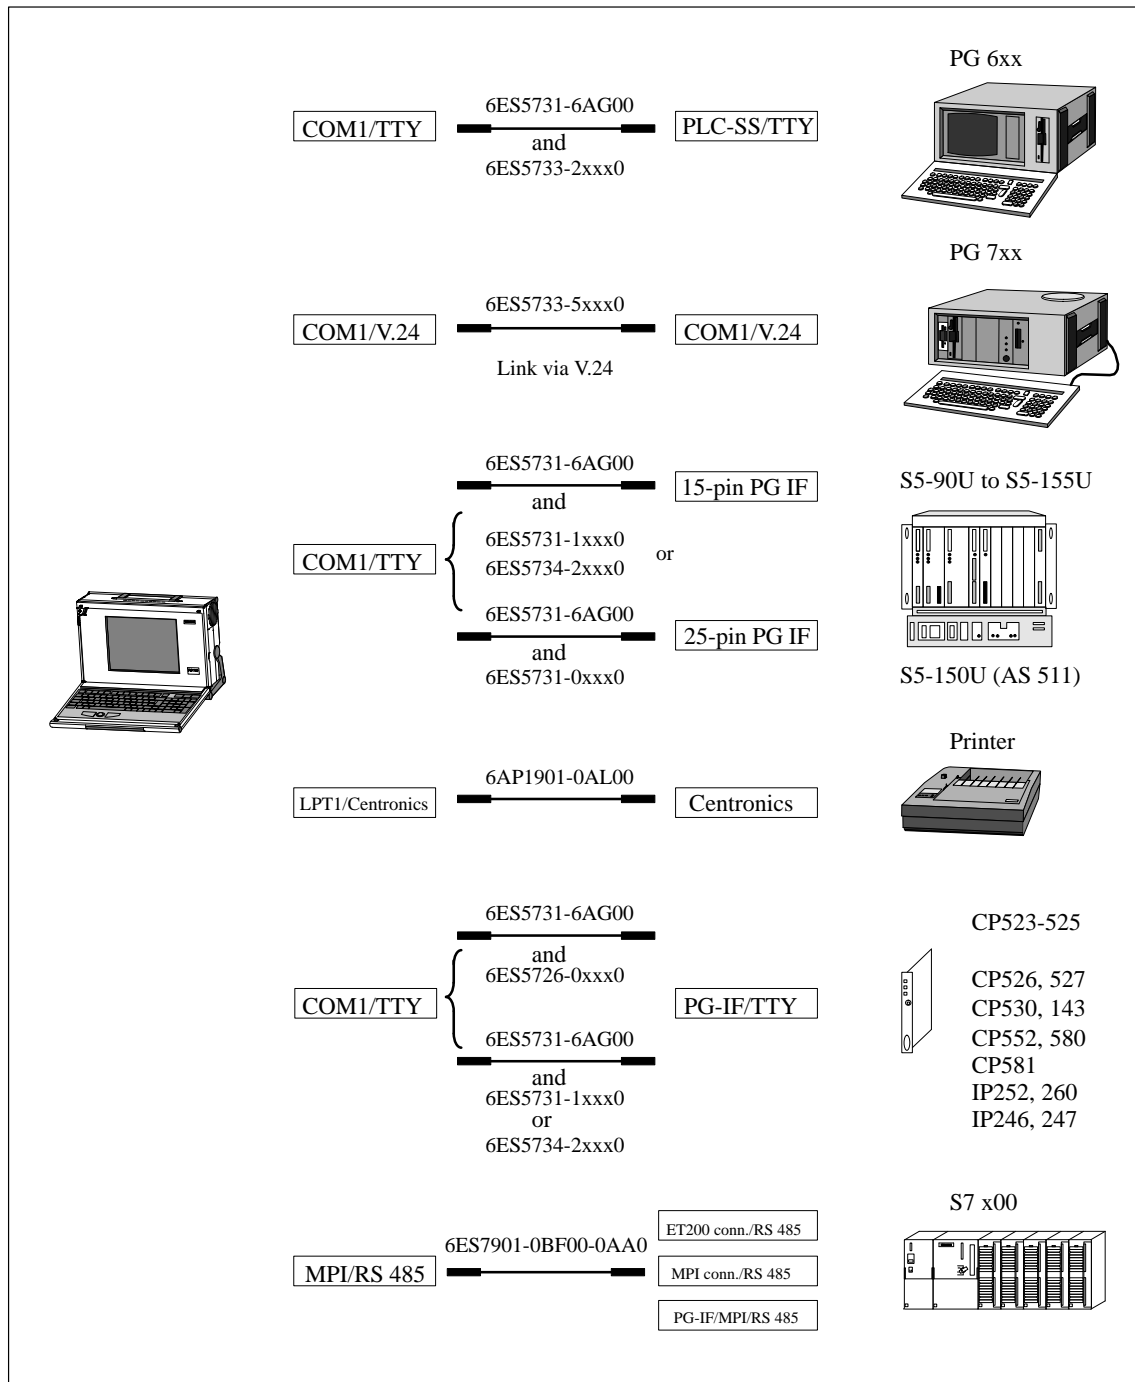 PG 6xx
6ES5731-6AG00
COM1/TTY
PLC-SS/TTY
and
6ES5733-2xxx0
PG 7xx
6ES5733-5xxx0
COM1/V.24
COM1/V.24
Link via V.24
6ES5731-6AG00
15-pin PG IF
S5-90U to S5-155U
and
6ES5731-1xxx0
or
COM1/TTY
6ES5734-2xxx0
6ES5731-6AG00
25-pin PG IF
and
6ES5731-0xxx0
S5-150U (AS 511)
Printer
6AP1901-0AL00
LPT1/Centronics
Centronics
6ES5731-6AG00
CP523-525
and
6ES5726-0xxx0
CP526, 527
COM1/TTY
PG-IF/TTY
CP530, 143
6ES5731-6AG00
CP552, 580
CP581
and
6ES5731-1xxx0
IP252, 260
or
IP246, 247
6ES5734-2xxx0
S7 x00
ET200 conn./RS 485
6ES7901-0BF00-0AA0
MPI/RS 485
MPI conn./RS 485
PG-IF/MPI/RS 485